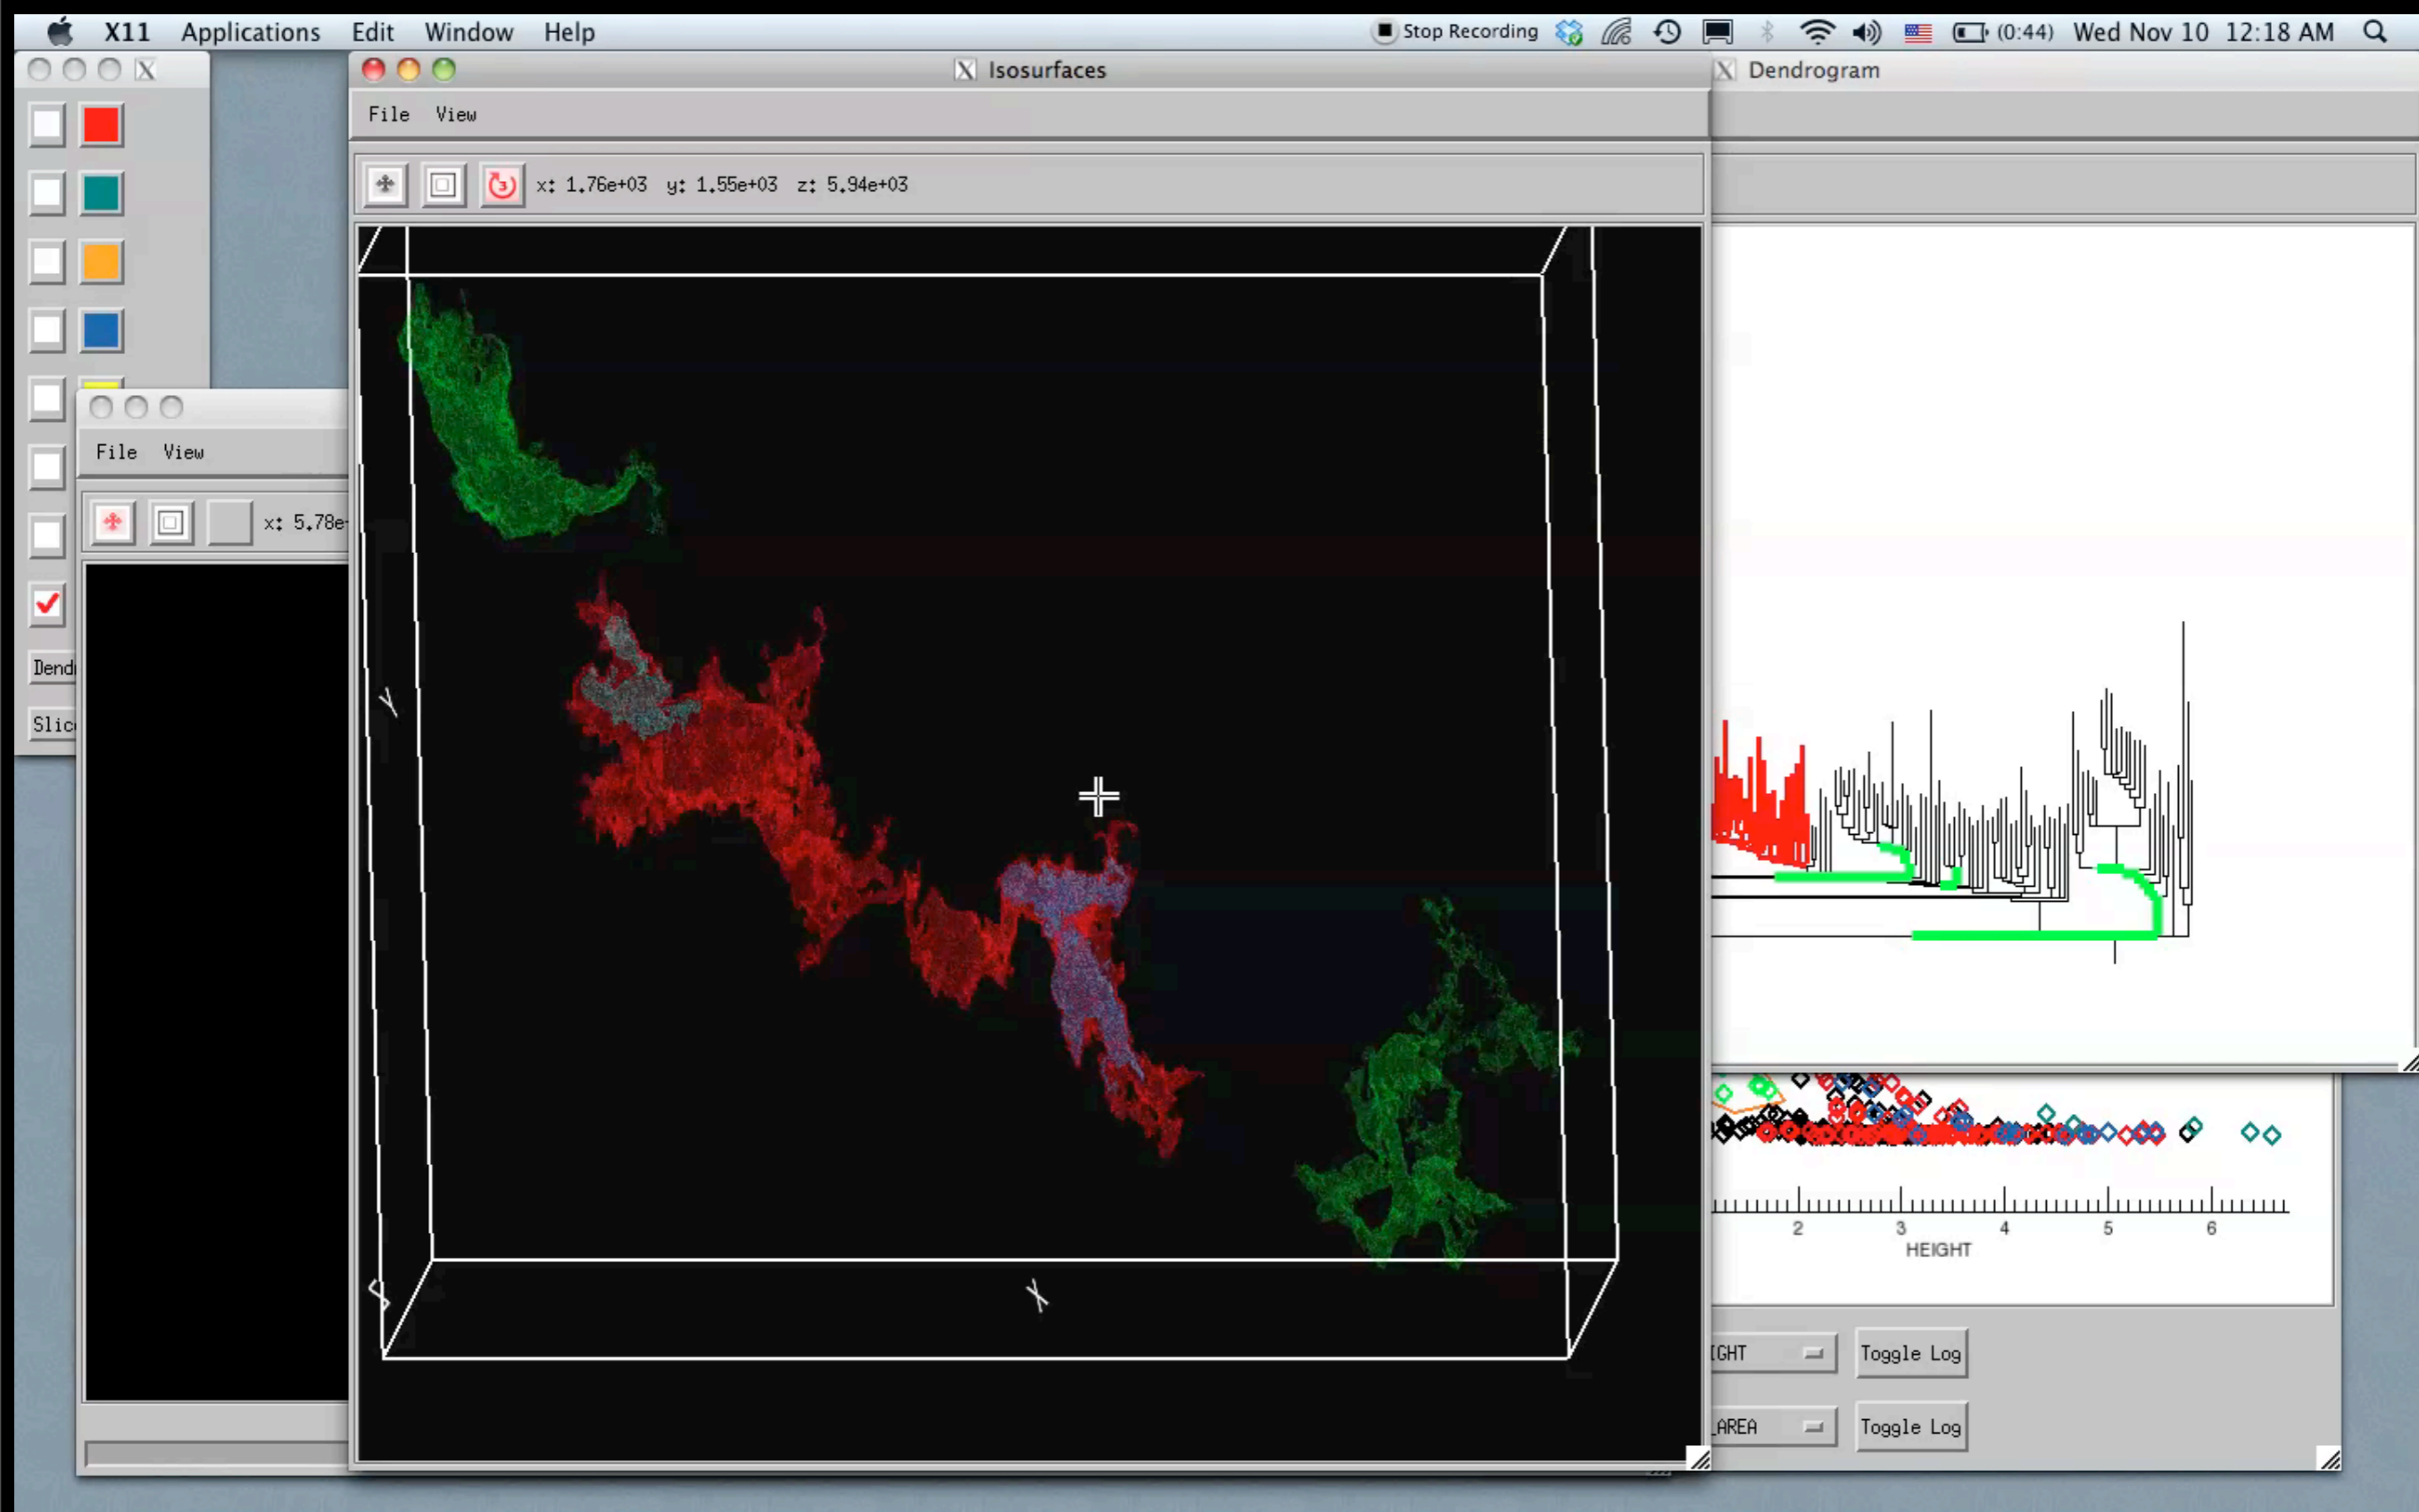 X11 Applications Edit Window Help Stop Recording (0:44) Wed Nov 10 12:18 AM
X
X Isosurfaces
X Dendrogram
File View
x: 1.76e+03 y: 1.55e+03 z: 5.94e+03
3
File View
x: 5.78e
Dend
Slic
Y
X
2 3 4 5 6
HEIGHT
IGHT Toggle Log
_AREA Toggle Log